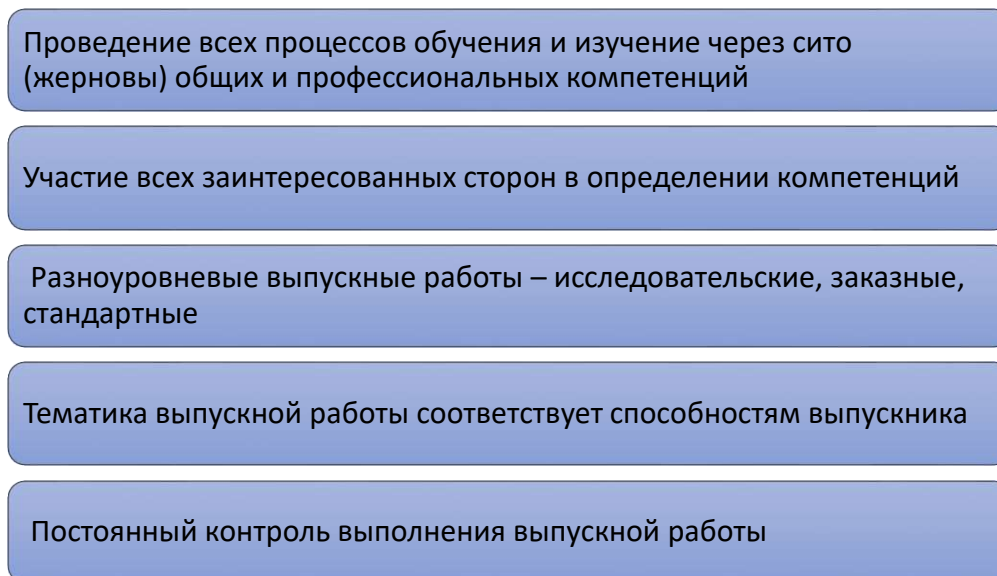 Проведение всех процессов обучения и изучение через сито
(жерновы) общих и профессиональных компетенций
Участие всех заинтересованных сторон в определении компетенций
Разноуровневые выпускные работы – исследовательские, заказные,
стандартные
Тематика выпускной работы соответствует способностям выпускника
Постоянный контроль выполнения выпускной работы